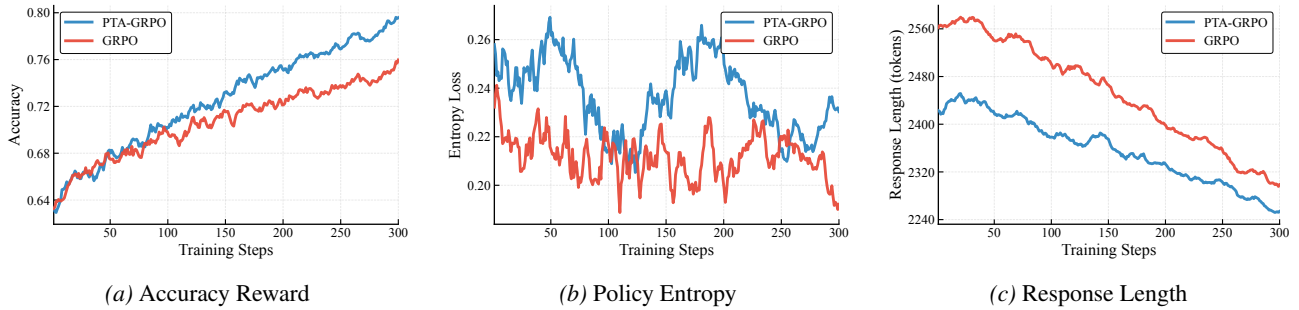 0.80
0.76
0.72
0.68
0.64
Accuracy
PTA-GRPO
GRPO
50 100 150 200 250 300
Training Steps
(a) Accuracy Reward
0.26
0.24
0.22
0.20
Entropy Loss
PTA-GRPO
GRPO
50 100 150 200 250 300
Training Steps
(b) Policy Entropy
2560
2480
2400
2320
2240
Response Length (tokens)
PTA-GRPO
GRPO
50 100 150 200 250 300
Training Steps
(c) Response Length